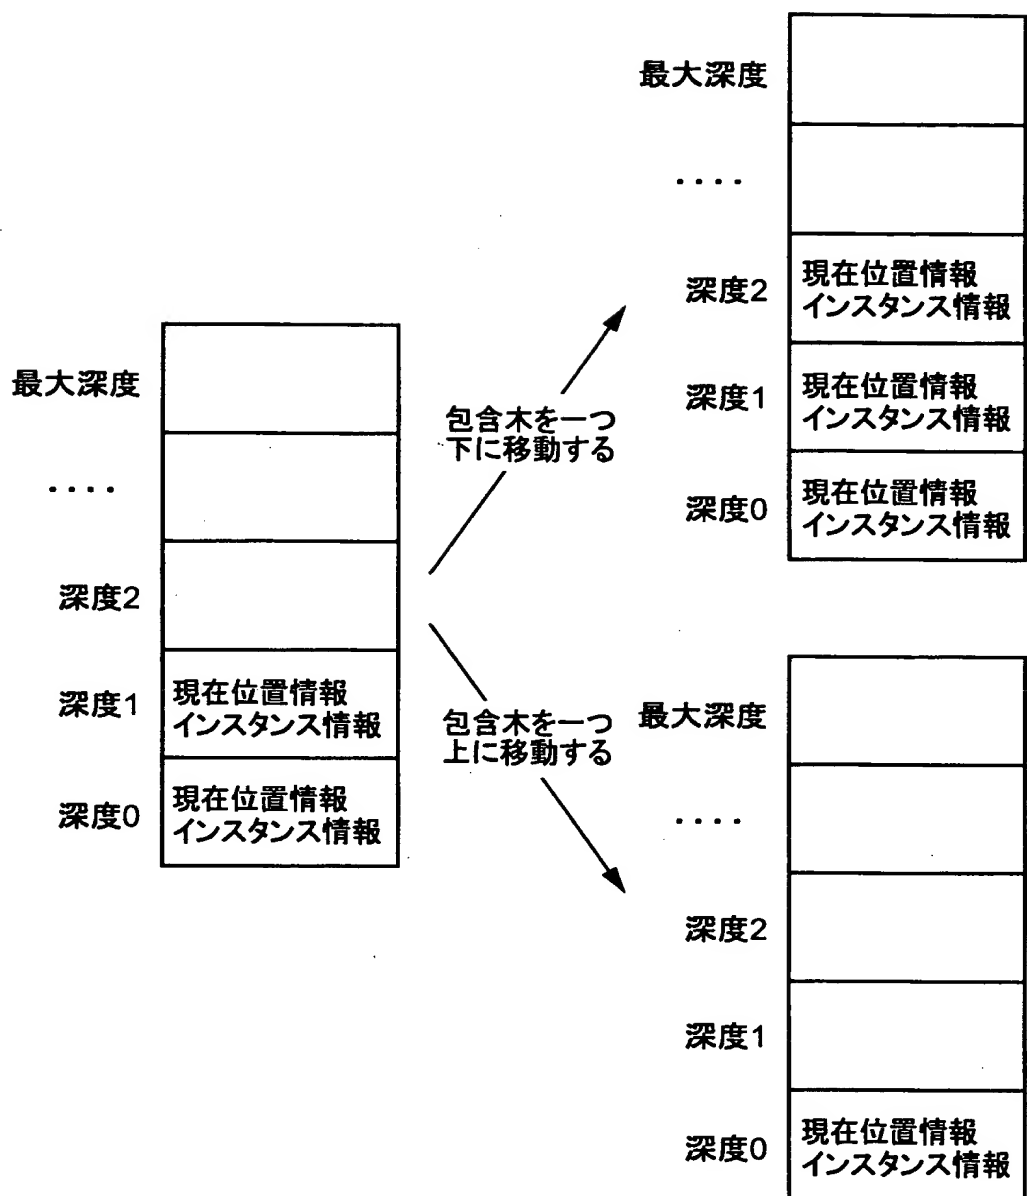 最大深度
・・・・
深度2
深度1
現在位置情報
インスタンス情報
深度0
現在位置情報
インスタンス情報
包含木を一つ
下に移動する
包含木を一つ
上に移動する
最大深度
・・・・
深度2
現在位置情報
インスタンス情報
深度1
現在位置情報
インスタンス情報
深度0
現在位置情報
インスタンス情報
最大深度
・・・・
深度2
深度1
深度0
現在位置情報
インスタンス情報